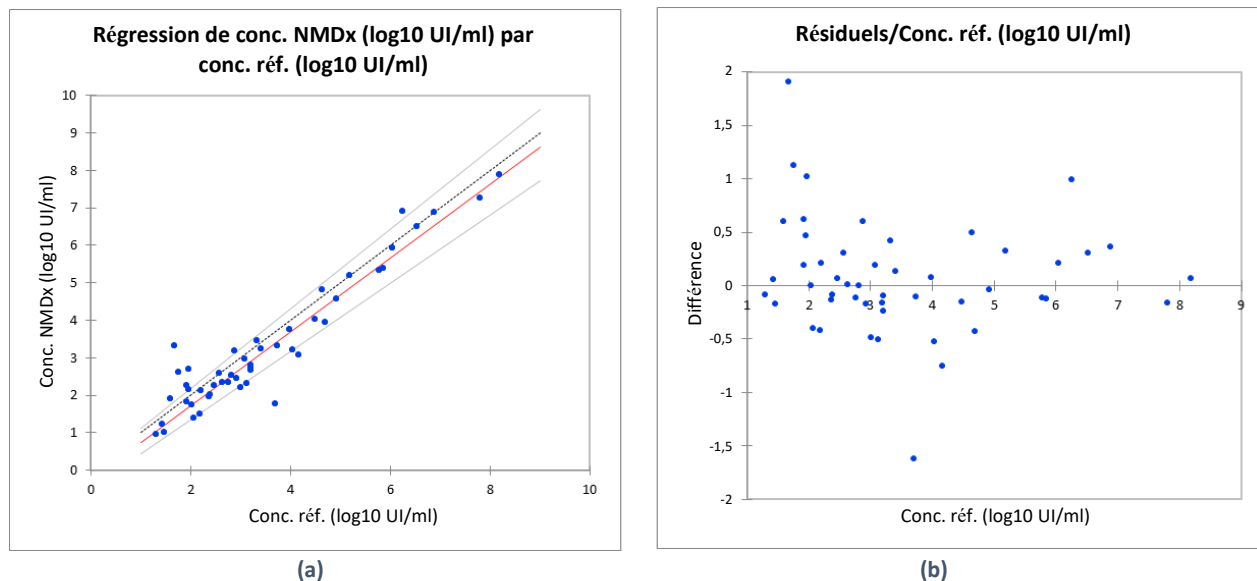 Régression de conc. NMDx (log10 UI/ml) par
conc. réf. (log10 UI/ml)
10
9
8
7
6
5
4
3
2
1
0
Conc. NMDx (log10 UI/ml)
0 2 4 6 8 10
Conc. réf. (log10 UI/ml)
(a)
Résiduels/Conc. réf. (log10 UI/ml)
2
1,5
1
0,5
0
-0,5
-1
-1,5
-2
Différence
1 2 3 4 5 6 7 8 9
Conc. réf. (log10 UI/ml)
(b)